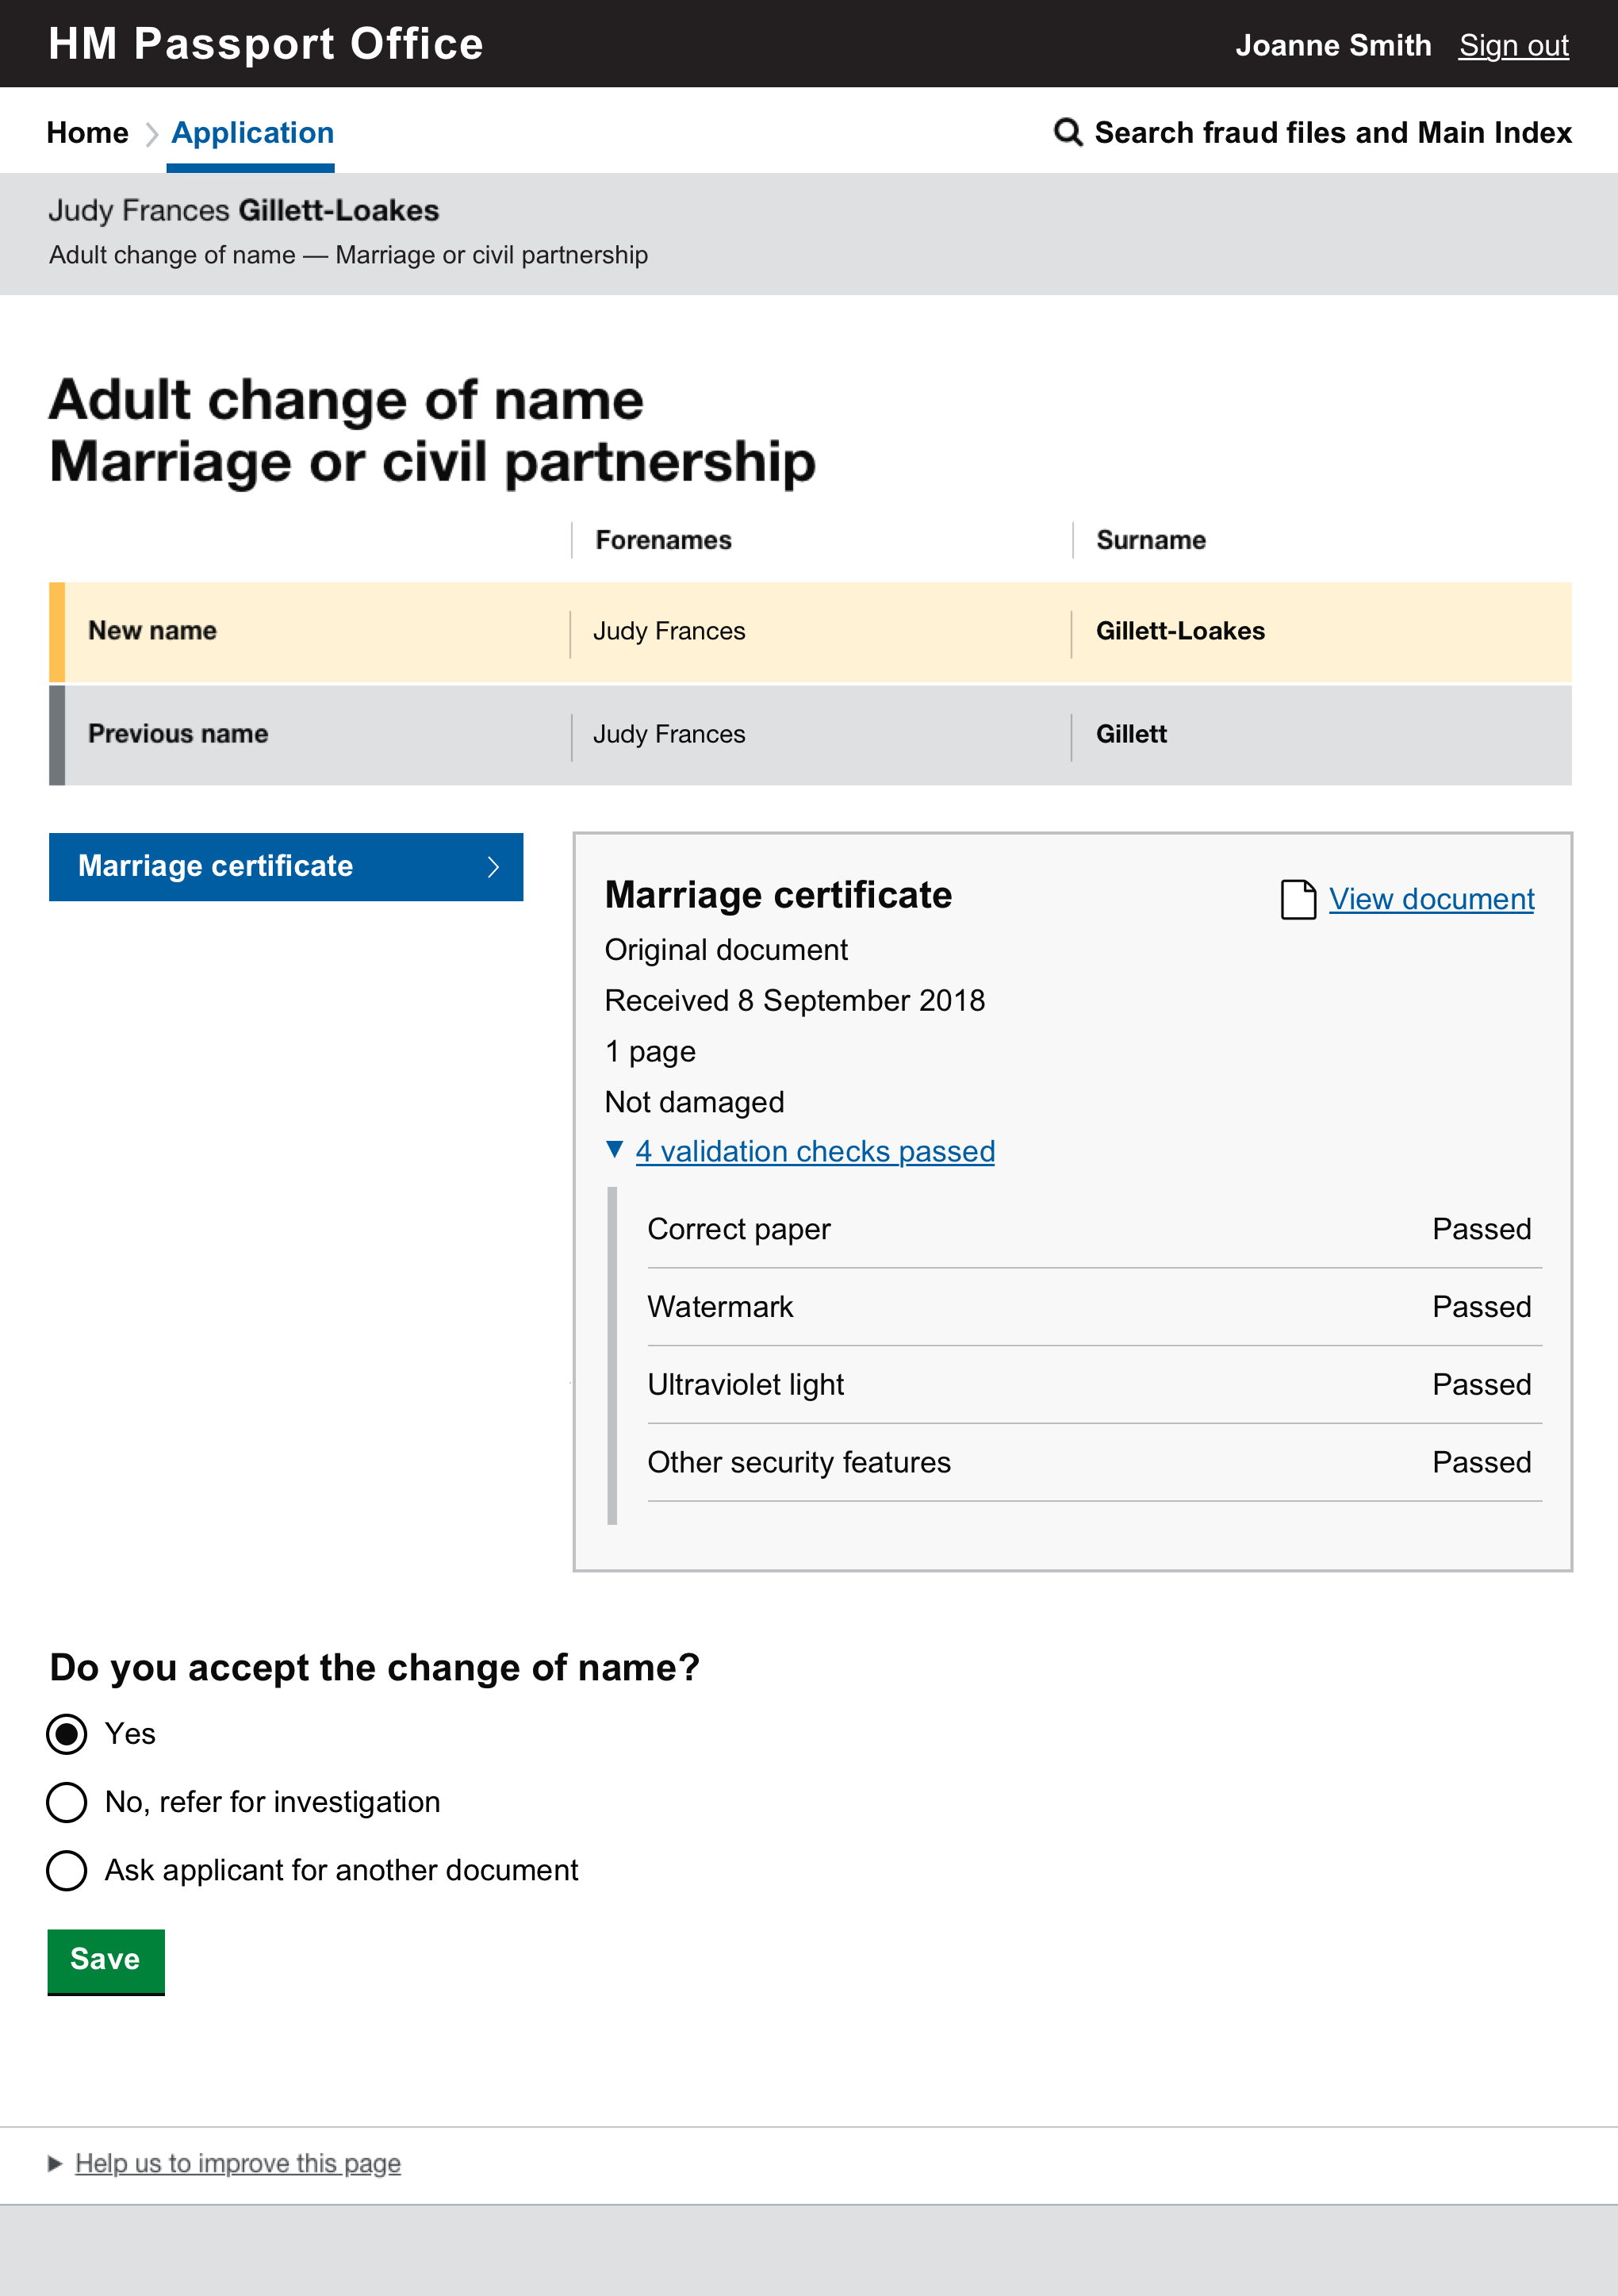 HM Passport Office
Joanne Smith Sign out
Home Application
Search fraud files and Main Index
Judy Frances Gillett-Loakes
Adult change of name — Marriage or civil partnership
Adult change of name
Marriage or civil partnership
Forenames Surname
New name Judy Frances Gillett-Loakes
Previous name Judy Frances Gillett
Marriage certificate
Marriage certificate
View document
Original document
Received 8 September 2018
1 page
Not damaged
4 validation checks passed
Correct paper Passed
Watermark Passed
Ultraviolet light Passed
Other security features Passed
Do you accept the change of name?
Yes
No, refer for investigation
Ask applicant for another document
Save
Help us to improve this page